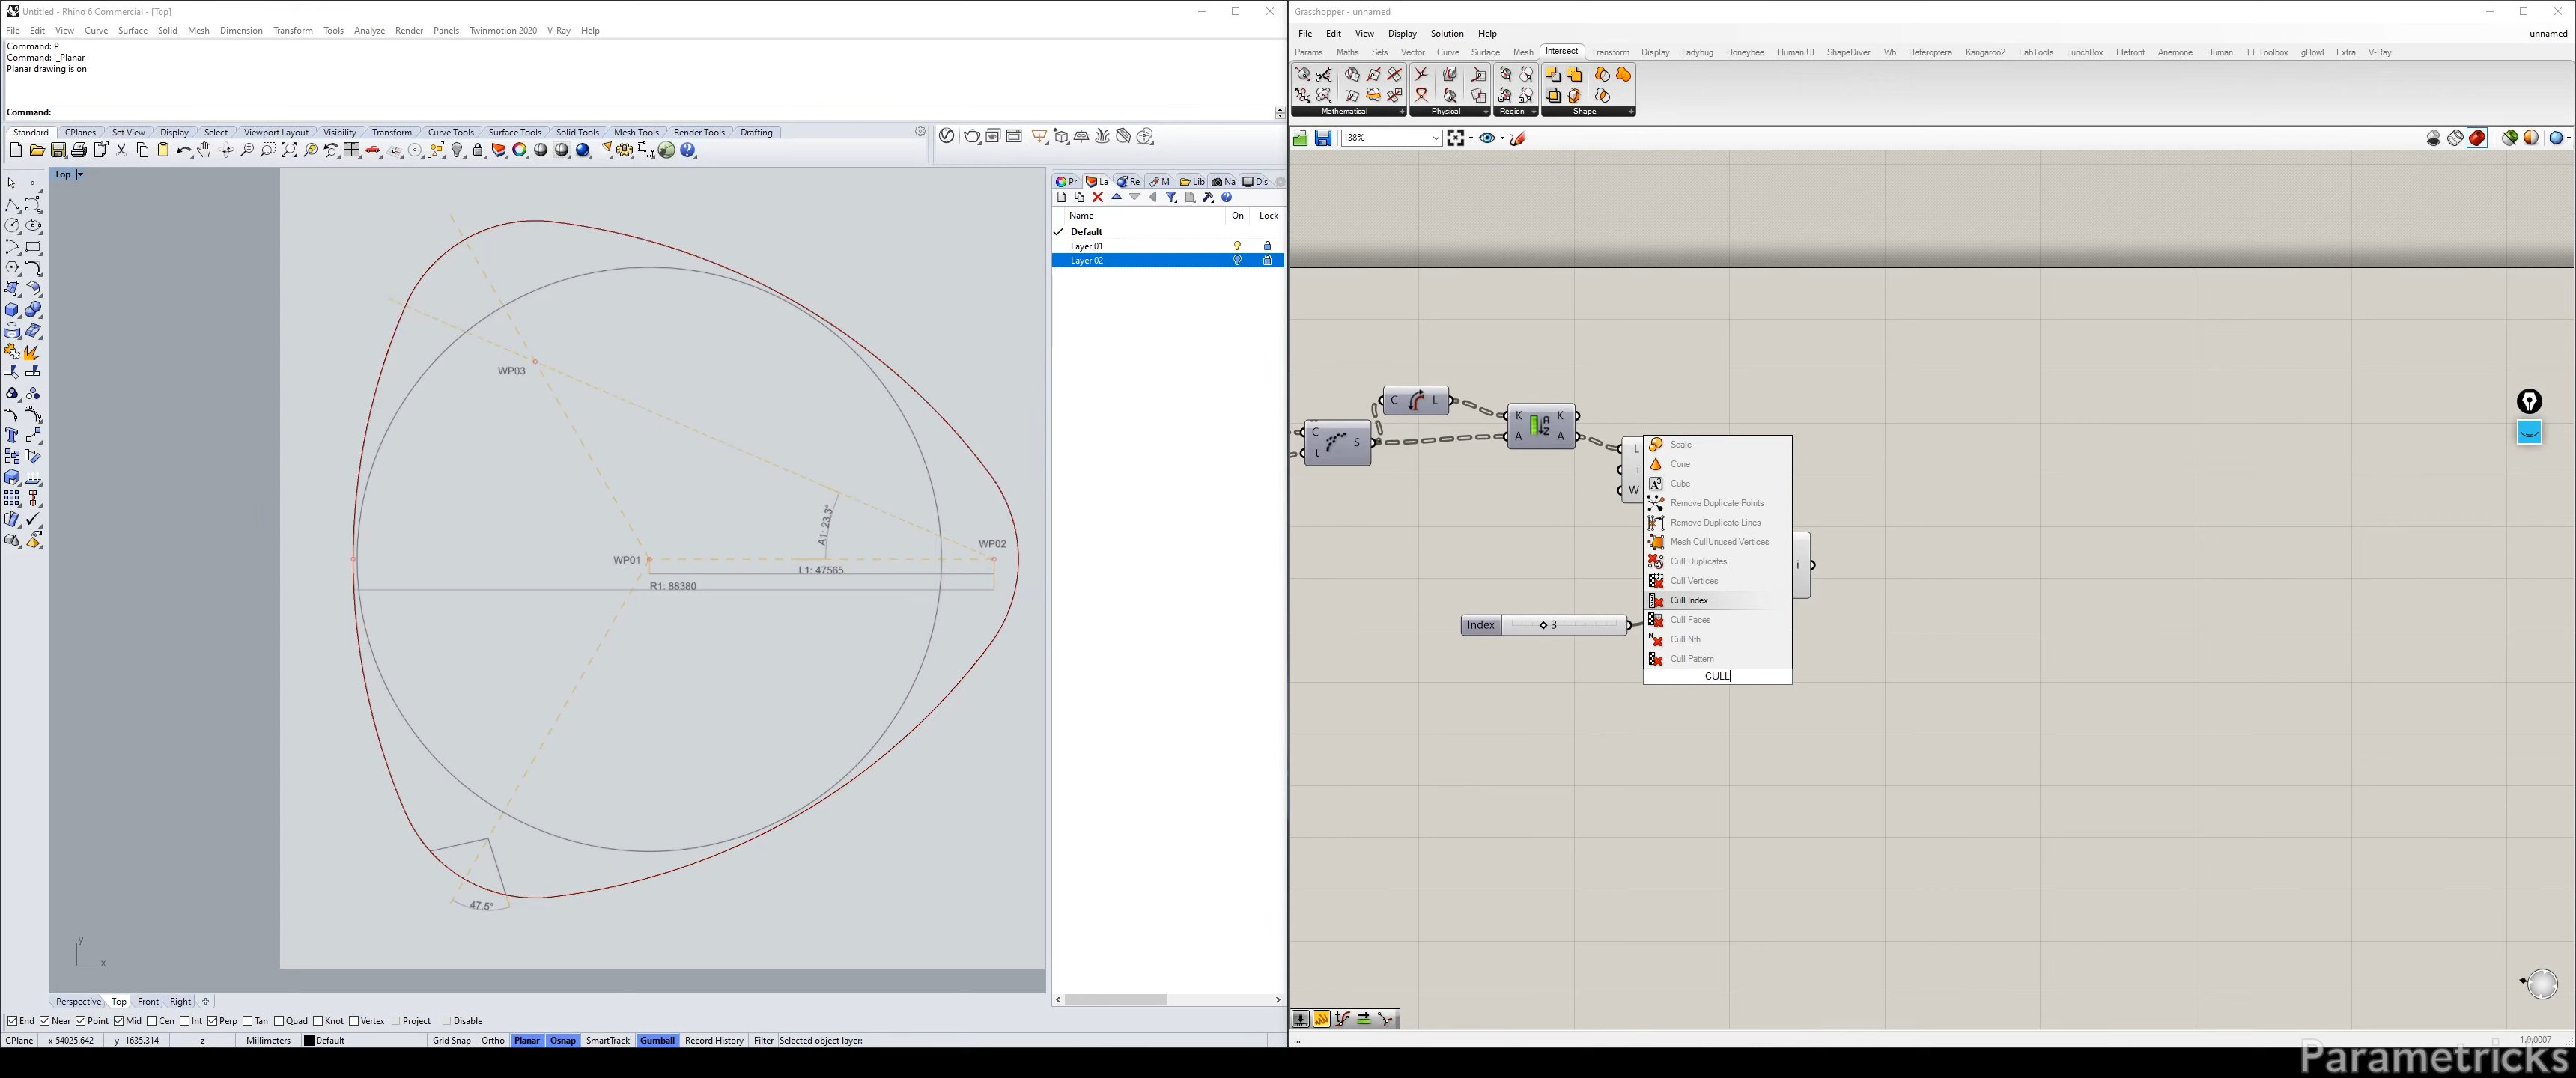 Untitled - Rhino 6 Commercial - [Top]
File Edit View Curve Surface Solid Mesh Dimension Transform Tools Analyze Render Panels Twinmotion 2020 V-Ray Help
Command: P
Command: '_Planar
Planar drawing is on
Command:
Standard CPlanes Set View Display Select Viewport Layout Visibility Transform Curve Tools Surface Tools Solid Tools Mesh Tools Render Tools Drafting
Top
WP03
WP01
WP02
A1: 23.3°
L1: 47565
R1: 88380
47.5°
y
x
Pr La Re M Lib Na Dis
Name On Lock
Default
Layer 01
Layer 02
Perspective Top Front Right
End Near Point Mid Cen Int Perp Tan Quad Knot Vertex Project Disable
CPlane x 54025.642 y -1635.314 z Millimeters Default Grid Snap Ortho Planar Osnap SmartTrack Gumball Record History Filter Selected object layer:
Grasshopper - unnamed
File Edit View Display Solution Help
unnamed
Params Maths Sets Vector Curve Surface Mesh Intersect Transform Display Ladybug Honeybee Human UI ShapeDiver Wb Heteroptera Kangaroo2 FabTools LunchBox Elefront Anemone Human TT Toolbox gHowl Extra V-Ray
Mathematical Physical Region Shape
138%
C L
C t S
K A K A
A Z
L i W
Scale
Cone
Cube
Remove Duplicate Points
Remove Duplicate Lines
Mesh CullUnused Vertices
Cull Duplicates
Cull Vertices
Cull Index
Cull Faces
Cull Nth
Cull Pattern
CULL
i
Index 3
...
1.0.0007
Parametricks